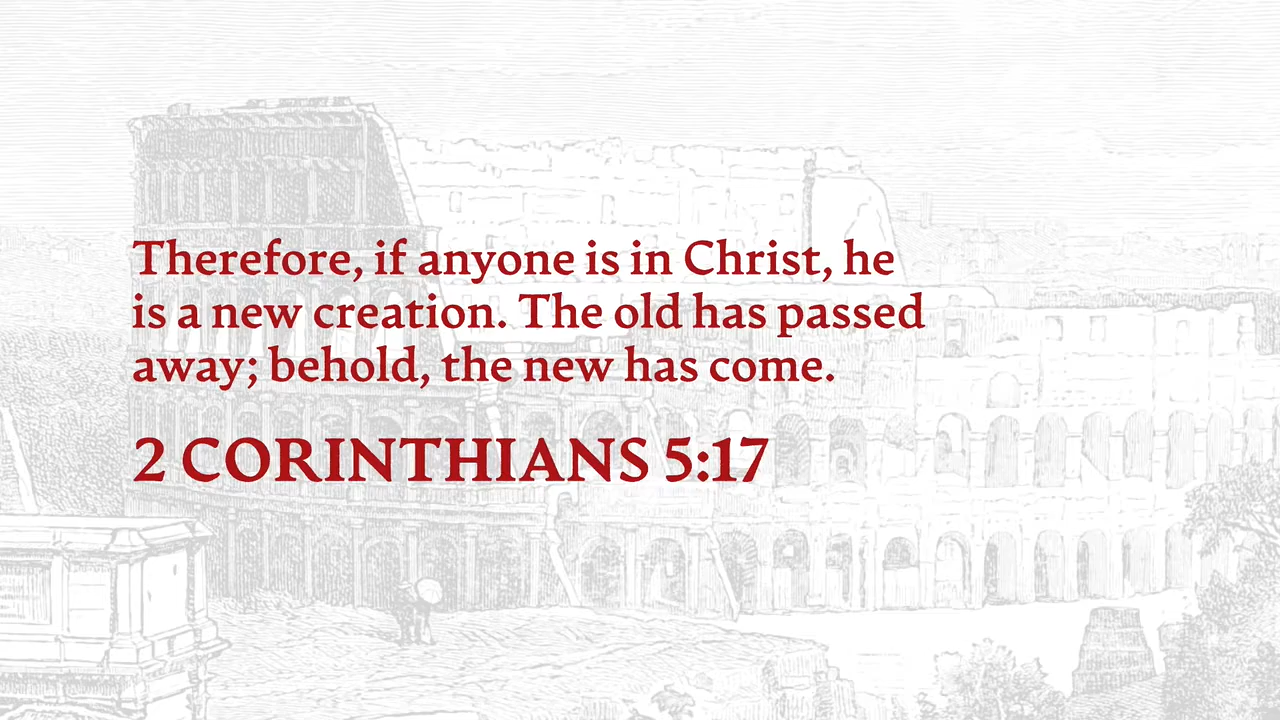 Therefore, if anyone is in Christ, he
is a new creation. The old has passed
away; behold, the new has come.
2 CORINTHIANS 5:17